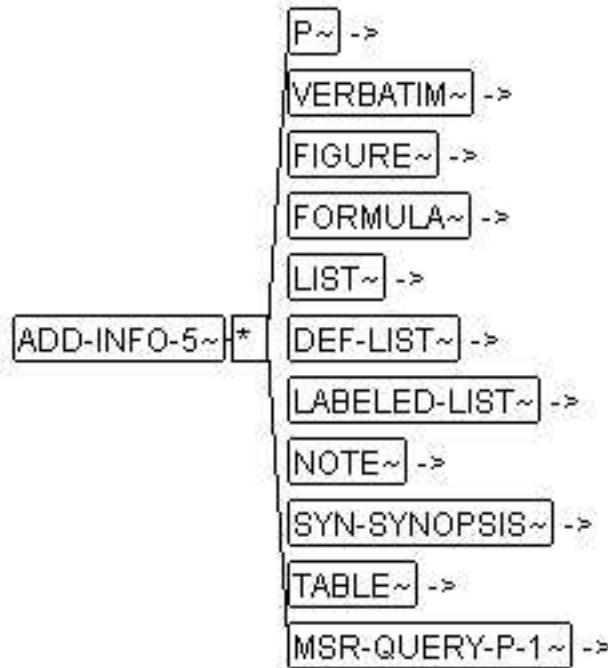 P~ ->
VERBATIM~ ->
FIGURE~ ->
FORMULA~ ->
LIST~ ->
ADD-INFO-5~ * DEF-LIST~ ->
LABELED-LIST~ ->
NOTE~ ->
SYN-SYNOPSIS~ ->
TABLE~ ->
MSR-QUERY-P-1~ ->